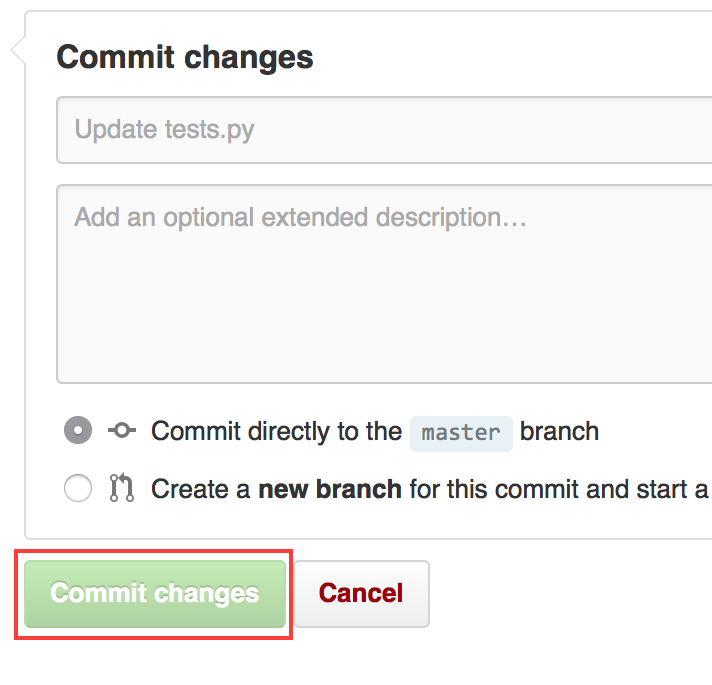 Commit changes
Update tests.py
Add an optional extended description…
Commit directly to the master branch
Create a new branch for this commit and start a
Commit changes
Cancel